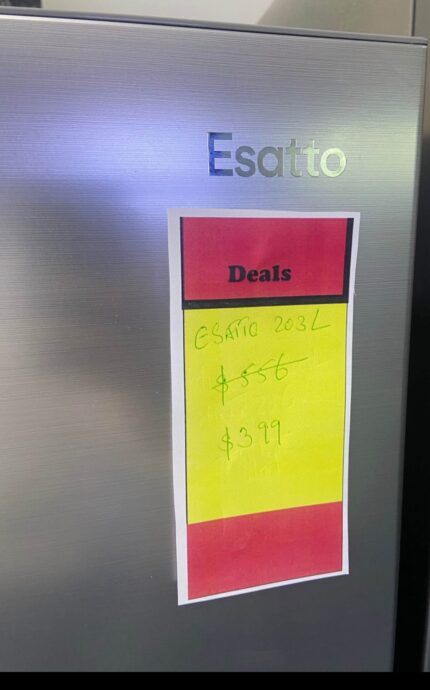 Esatto
Deals
ESATTO 203L
$556
$399